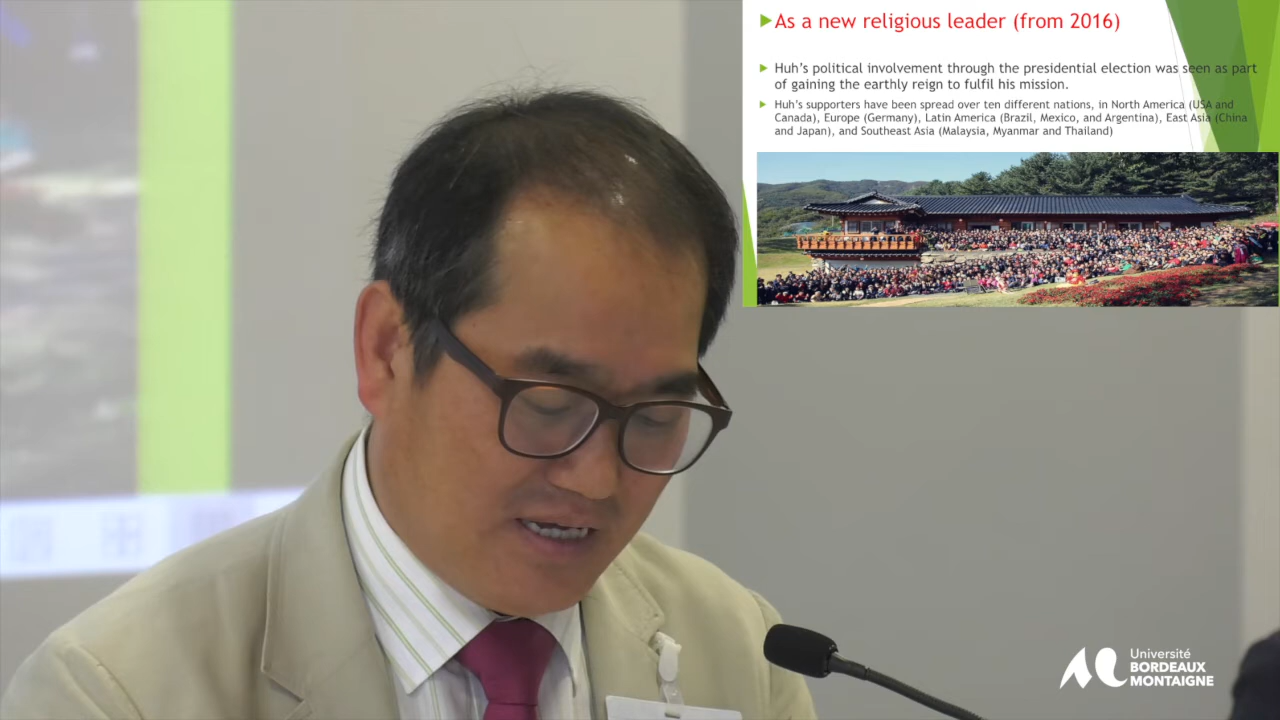 As a new religious leader (from 2016)
Huh's political involvement through the presidential election was seen as part
of gaining the earthly reign to fulfil his mission.
Huh's supporters have been spread over ten different nations, in North America (USA and
Canada), Europe (Germany), Latin America (Brazil, Mexico, and Argentina), East Asia (China
and Japan), and Southeast Asia (Malaysia, Myanmar and Thailand)
Université
BORDEAUX
MONTAIGNE